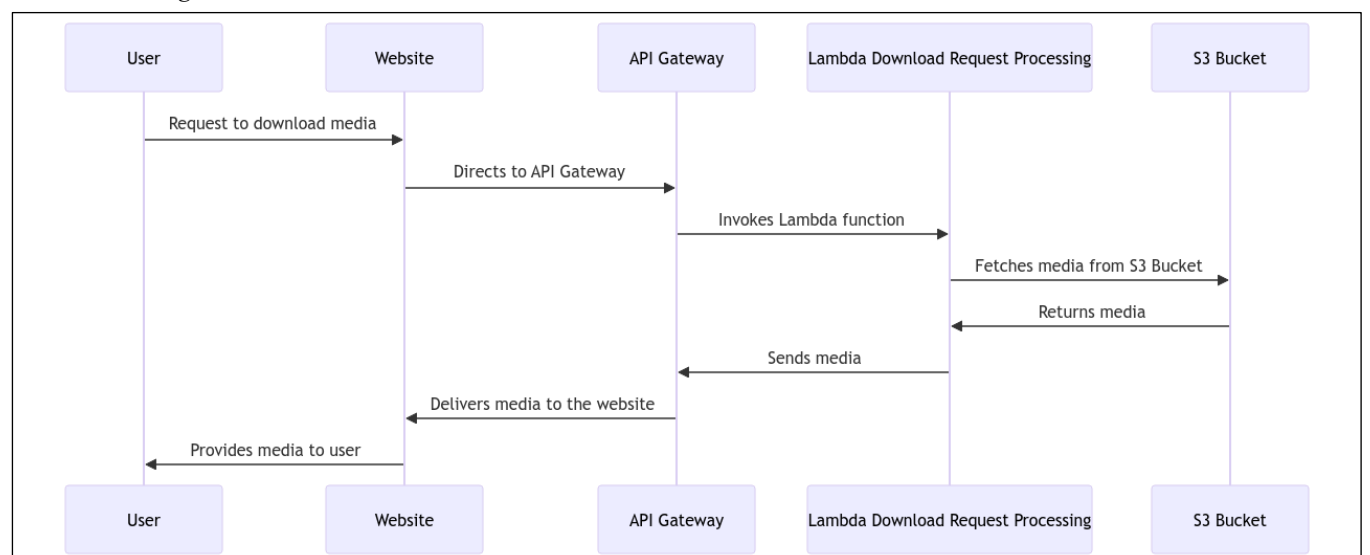 User Website API Gateway Lambda Download Request Processing S3 Bucket
Request to download media
Directs to API Gateway
Invokes Lambda function
Fetches media from S3 Bucket
Returns media
Sends media
Delivers media to the website
Provides media to user
User Website API Gateway Lambda Download Request Processing S3 Bucket